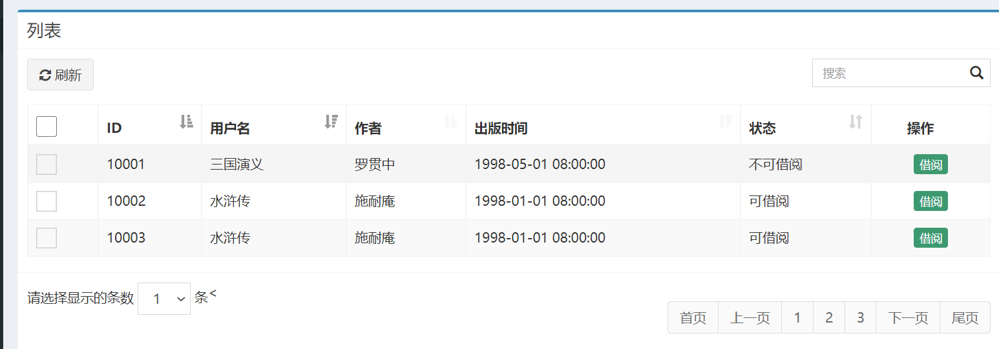 列表
刷新
搜索
ID 用户名 作者 出版时间 状态 操作
10001 三国演义 罗贯中 1998-05-01 08:00:00 不可借阅 借阅
10002 水浒传 施耐庵 1998-01-01 08:00:00 可借阅 借阅
10003 水浒传 施耐庵 1998-01-01 08:00:00 可借阅 借阅
请选择显示的条数 1 条<
首页 上一页 1 2 3 下一页 尾页